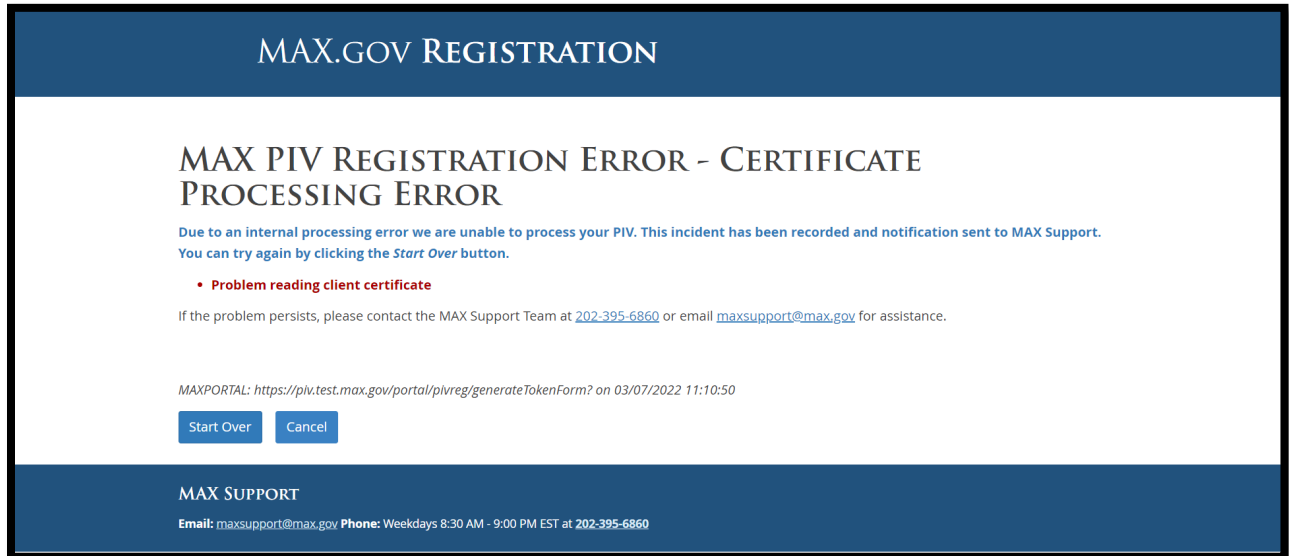 MAX.GOV REGISTRATION
MAX PIV REGISTRATION ERROR - CERTIFICATE
PROCESSING ERROR
Due to an internal processing error we are unable to process your PIV. This incident has been recorded and notification sent to MAX Support.
You can try again by clicking the Start Over button.
• Problem reading client certificate
If the problem persists, please contact the MAX Support Team at 202-395-6860 or email maxsupport@max.gov for assistance.
MAXPORTAL: https://piv.test.max.gov/portal/pivreg/generateTokenForm? on 03/07/2022 11:10:50
Start Over Cancel
MAX SUPPORT
Email: maxsupport@max.gov Phone: Weekdays 8:30 AM - 9:00 PM EST at 202-395-6860